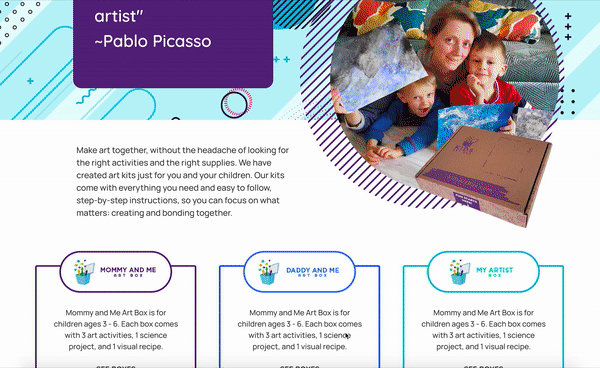 artist"
~Pablo Picasso
Make art together, without the headache of looking for
the right activities and the right supplies. We have
created art kits just for you and your children. Our kits
come with everything you need and easy to follow,
step-by-step instructions, so you can focus on what
matters: creating and bonding together.
MOMMY AND ME
ART BOX
Mommy and Me Art Box is for
children ages 3 - 6. Each box comes
with 3 art activities, 1 science
project, and 1 visual recipe.
DADDY AND ME
ART BOX
Mommy and Me Art Box is for
children ages 3 - 6. Each box comes
with 3 art activities, 1 science
project, and 1 visual recipe.
MY ARTIST
ART BOX
Mommy and Me Art Box is for
children ages 3 - 6. Each box comes
with 3 art activities, 1 science
project, and 1 visual recipe.